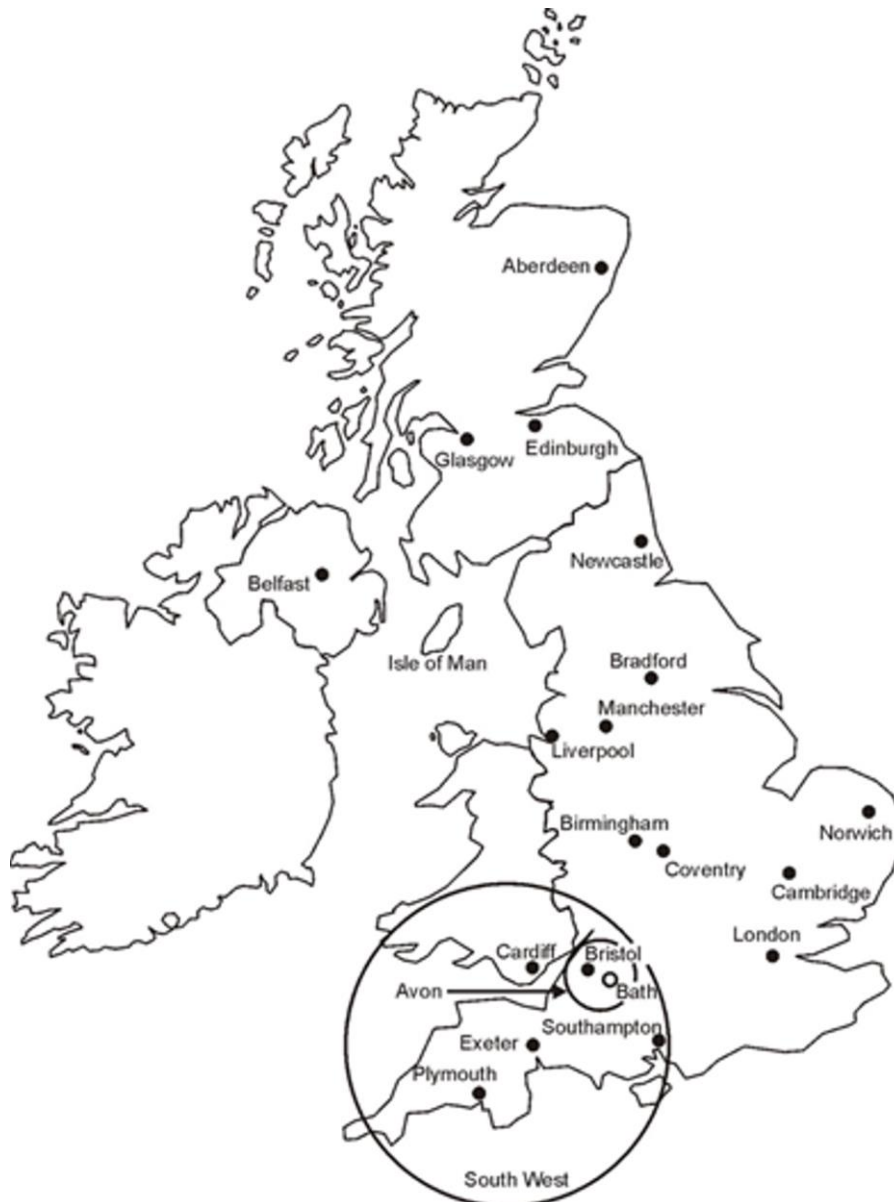 Aberdeen
Edinburgh
Glasgow
Newcastle
Belfast
Isle of Man
Bradford
Manchester
Liverpool
Birmingham
Norwich
Coventry
Cambridge
London
Cardiff
Bristol
Avon
Bath
Southampton
Exeter
Plymouth
South West